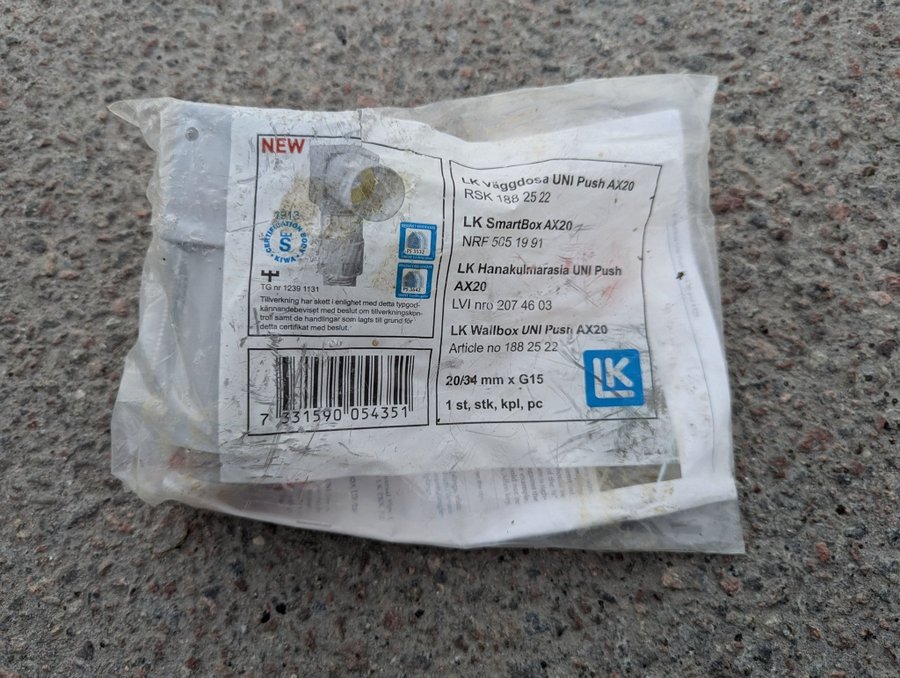 NEW
1913
CERTIFICATION BODY
KIWA
TG nr 1239 1131
Tillverkning har skett i enlighet med detta typgod-
kännandebeviset med beslut om tillverkningskon-
troll samt de handlingar som lagts till grund för
detta certifikat med beslut.
7 331590 054351
LK Väggdosa UNI Push AX20
RSK 188 25 22
LK SmartBox AX20
NRF 505 19 91
LK Hanakulmarasia UNI Push
AX20
LVI nro 207 46 03
LK Wallbox UNI Push AX20
Article no 188 25 22
20/34 mm x G15
1 st, stk, kpl, pc
LK